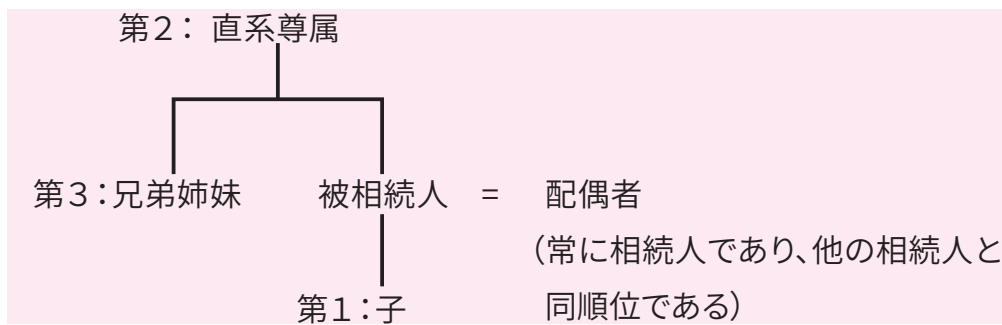 第２： 直系尊属
第３：兄弟姉妹　被相続人　=　配偶者
（常に相続人であり、他の相続人と
第１：子　同順位である）